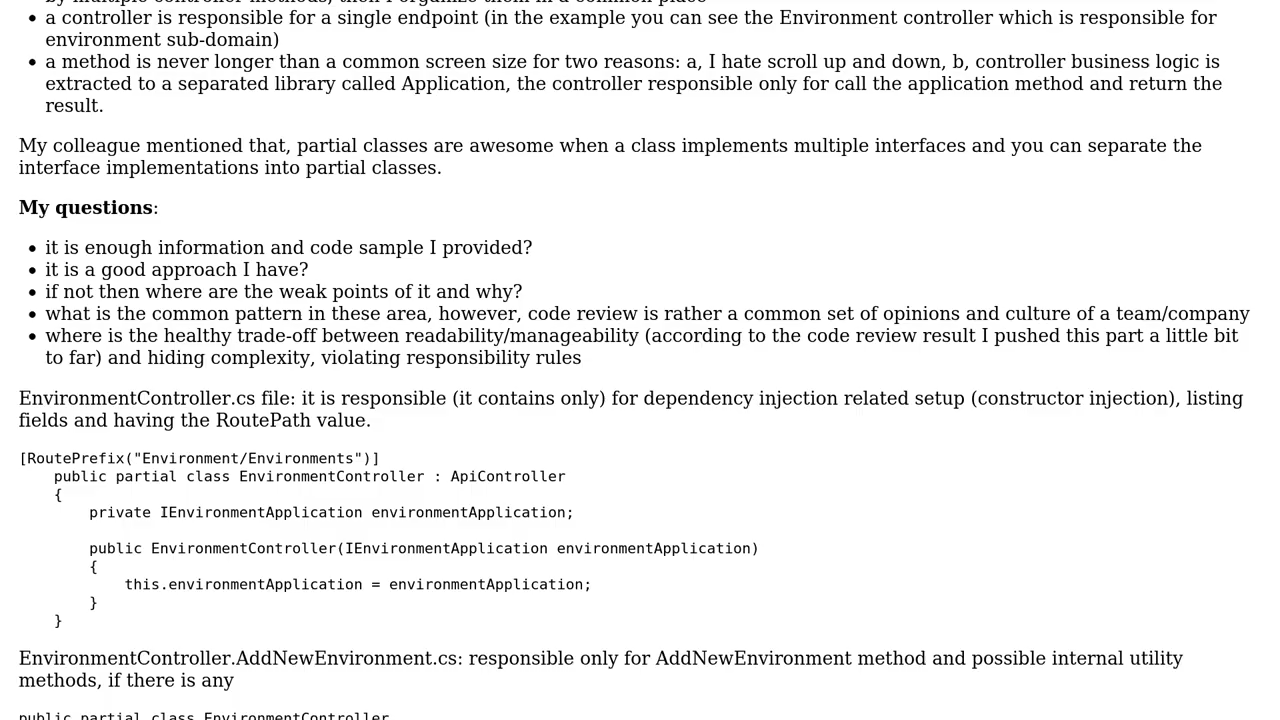 by multiple controller methods, then I organize them in a common place
a controller is responsible for a single endpoint (in the example you can see the Environment controller which is responsible for
environment sub-domain)
a method is never longer than a common screen size for two reasons: a, I hate scroll up and down, b, controller business logic is
extracted to a separated library called Application, the controller responsible only for call the application method and return the
result.
My colleague mentioned that, partial classes are awesome when a class implements multiple interfaces and you can separate the
interface implementations into partial classes.
My questions:
it is enough information and code sample I provided?
it is a good approach I have?
if not then where are the weak points of it and why?
what is the common pattern in these area, however, code review is rather a common set of opinions and culture of a team/company
where is the healthy trade-off between readability/manageability (according to the code review result I pushed this part a little bit
to far) and hiding complexity, violating responsibility rules
EnvironmentController.cs file: it is responsible (it contains only) for dependency injection related setup (constructor injection), listing
fields and having the RoutePath value.
[RoutePrefix("Environment/Environments")]
    public partial class EnvironmentController : ApiController
    {
        private IEnvironmentApplication environmentApplication;
        public EnvironmentController(IEnvironmentApplication environmentApplication)
        {
            this.environmentApplication = environmentApplication;
        }
    }
EnvironmentController.AddNewEnvironment.cs: responsible only for AddNewEnvironment method and possible internal utility
methods, if there is any
public partial class EnvironmentController